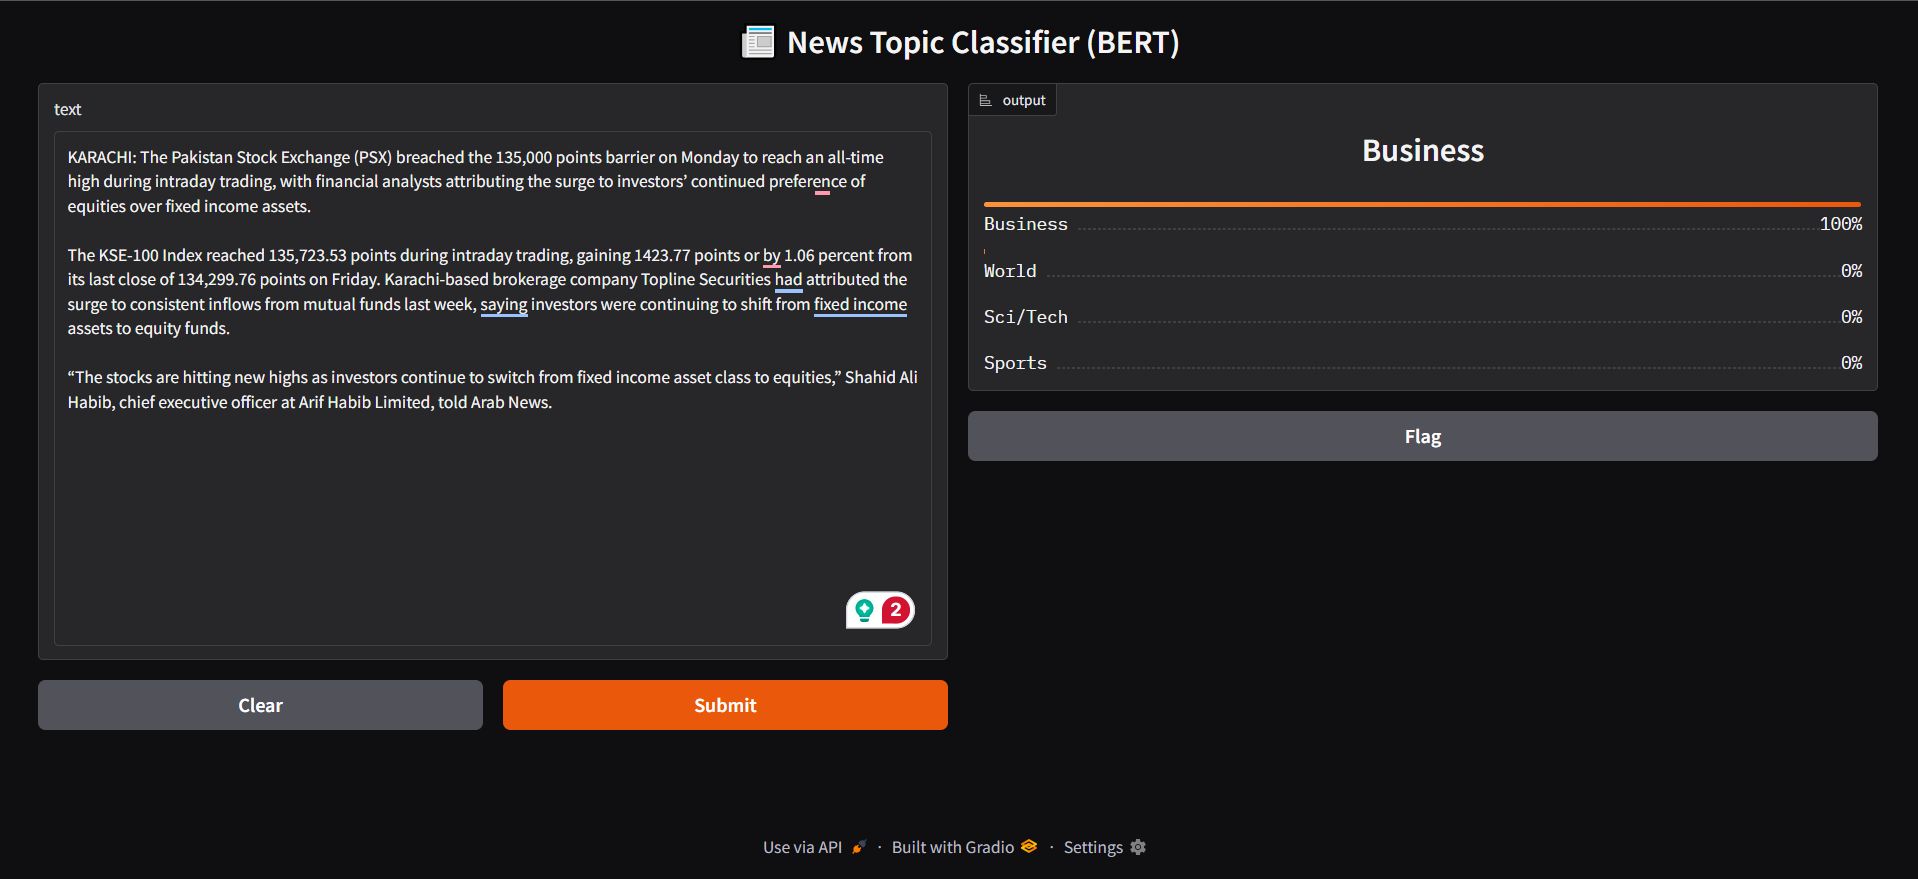 News Topic Classifier (BERT)
text
KARACHI: The Pakistan Stock Exchange (PSX) breached the 135,000 points barrier on Monday to reach an all-time
high during intraday trading, with financial analysts attributing the surge to investors’ continued preference of
equities over fixed income assets.
The KSE-100 Index reached 135,723.53 points during intraday trading, gaining 1423.77 points or by 1.06 percent from
its last close of 134,299.76 points on Friday. Karachi-based brokerage company Topline Securities had attributed the
surge to consistent inflows from mutual funds last week, saying investors were continuing to shift from fixed income
assets to equity funds.
“The stocks are hitting new highs as investors continue to switch from fixed income asset class to equities,” Shahid Ali
Habib, chief executive officer at Arif Habib Limited, told Arab News.
2
Clear
Submit
output
Business
Business 100%
World 0%
Sci/Tech 0%
Sports 0%
Flag
Use via API · Built with Gradio · Settings